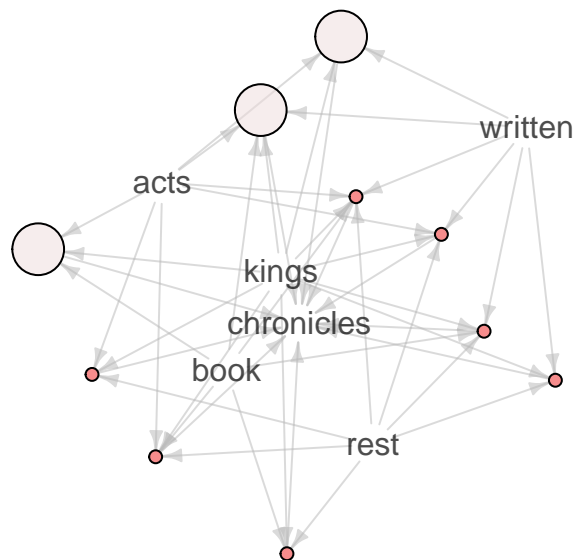 written
acts
kings
chronicles
book
rest